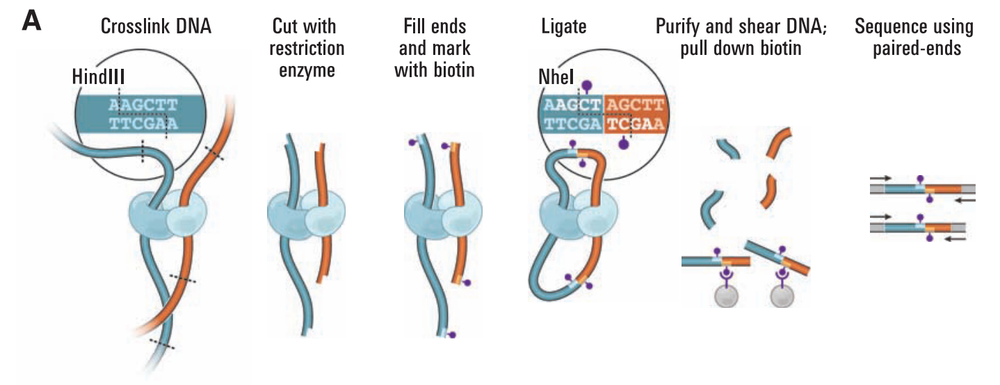 A
Crosslink DNA
Cut with
restriction
enzyme
Fill ends
and mark
with biotin
Ligate
Purify and shear DNA;
pull down biotin
Sequence using
paired-ends
HindIII
AAGCTT
TTCGAA
NheI
AAGCT AGCTT
TTCGA TCGAA